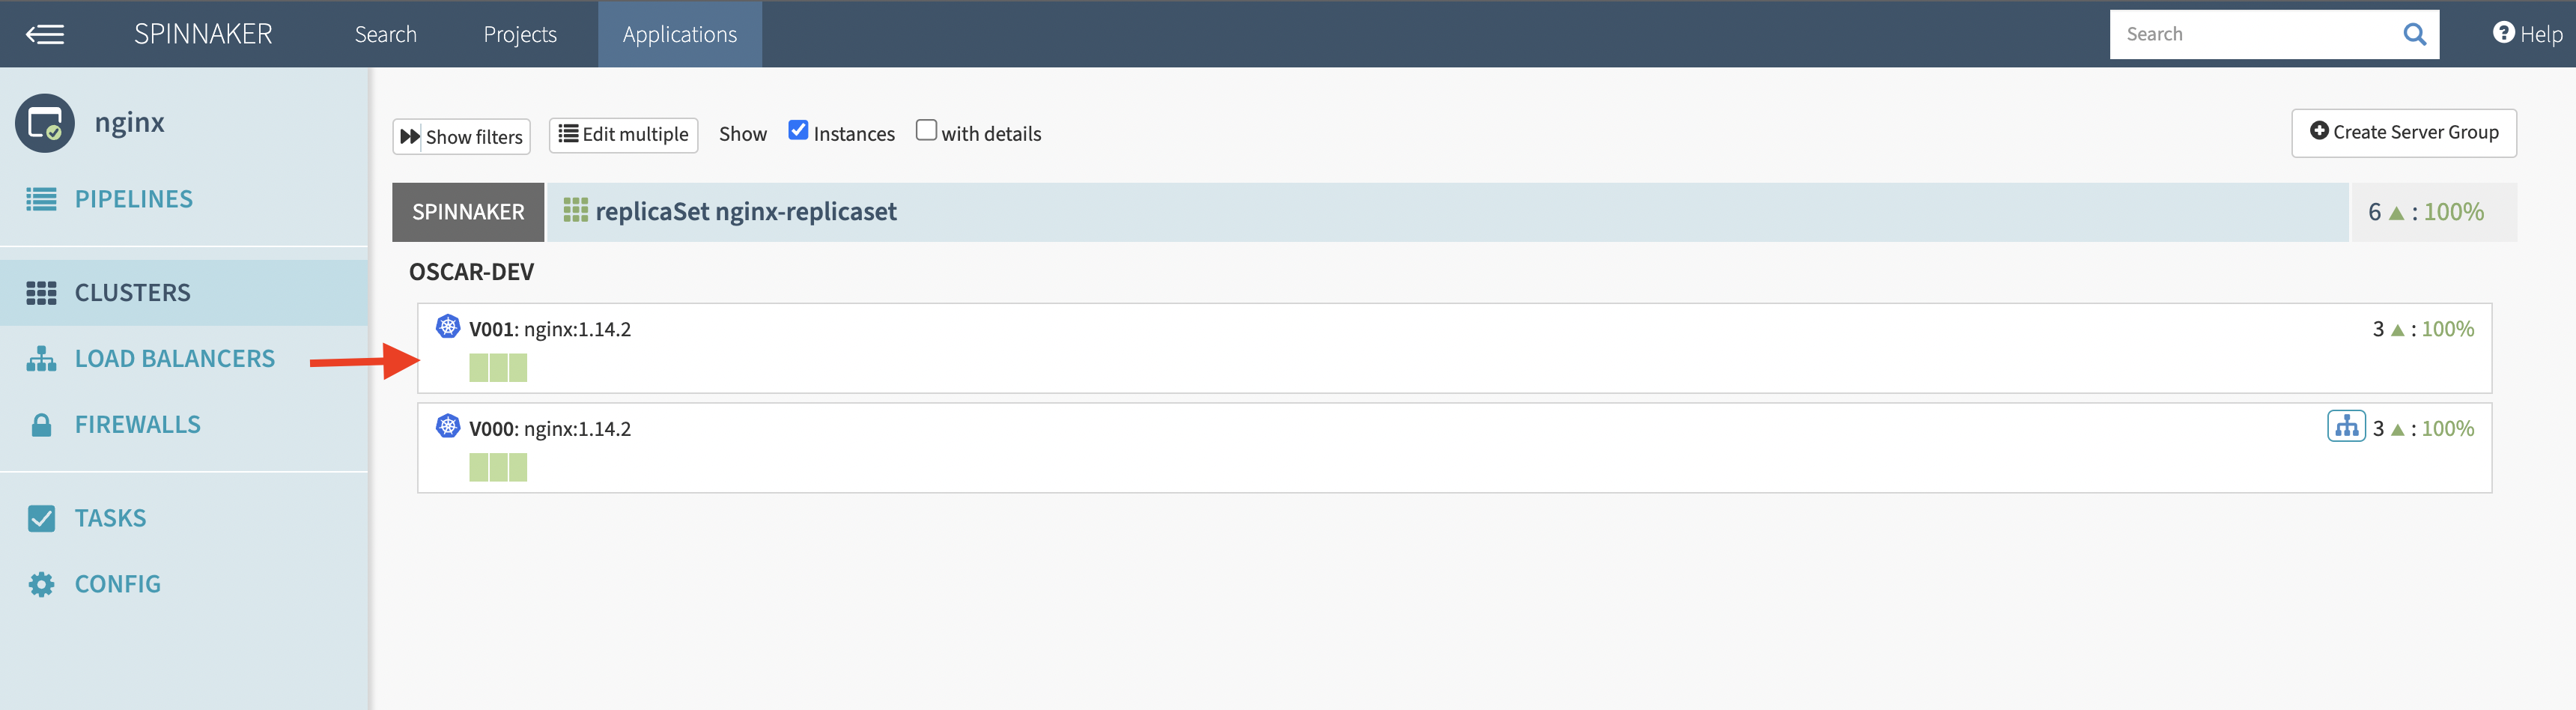 SPINNAKER Search Projects Applications Search Help
nginx
PIPELINES
CLUSTERS
LOAD BALANCERS
FIREWALLS
TASKS
CONFIG
Show filters Edit multiple Show Instances with details Create Server Group
SPINNAKER replicaSet nginx-replicaset 6 ▲ : 100%
OSCAR-DEV
V001: nginx:1.14.2 3 ▲ : 100%
V000: nginx:1.14.2 3 ▲ : 100%